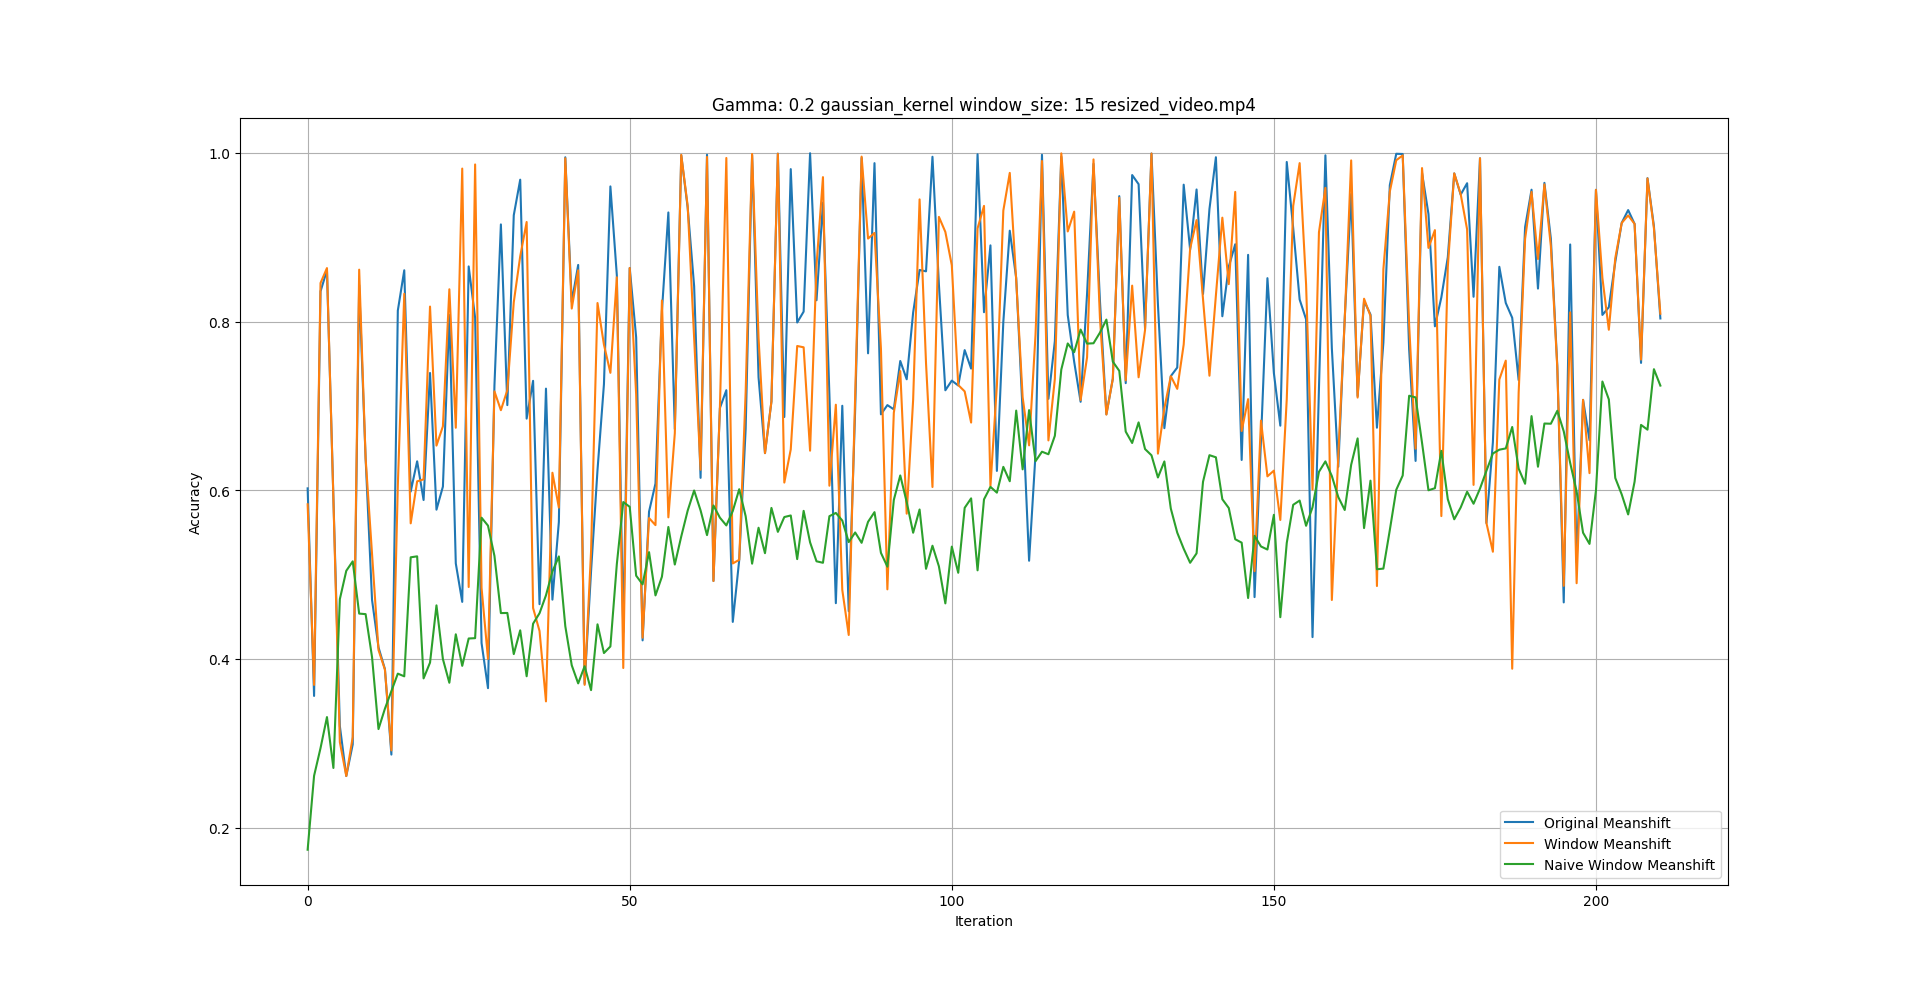 Gamma: 0.2 gaussian_kernel window_size: 15 resized_video.mp4
1.0
0.8
0.6
0.4
0.2
Accuracy
0 50 100 150 200
Iteration
Original Meanshift
Window Meanshift
Naive Window Meanshift